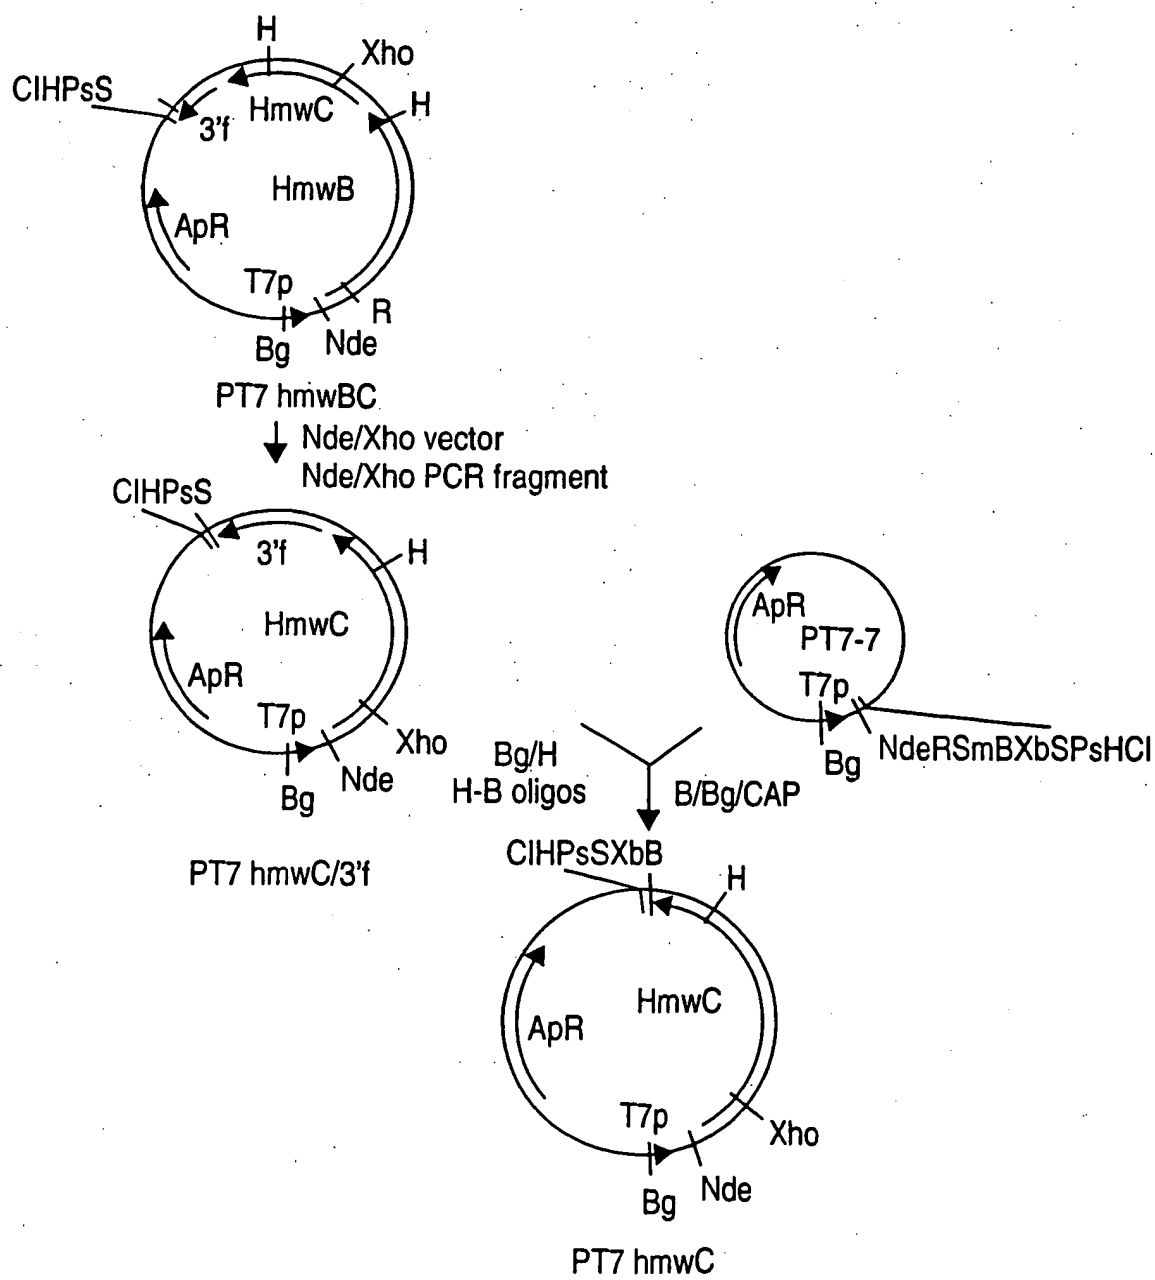 H
Xho
ClHPsS
H
HmwC
3'f
HmwB
ApR
T7p
R
Nde
Bg
PT7 hmwBC
Nde/Xho vector
Nde/Xho PCR fragment
ClHPsS
3'f
H
HmwC
ApR
T7p
Xho
Nde
Bg
PT7 hmwC/3'f
ApR
PT7-7
T7p
NdeRSmBXbSPsHCl
Bg
Bg/H
H-B oligos
B/Bg/CAP
ClHPsSXbB
H
HmwC
ApR
T7p
Xho
Nde
Bg
PT7 hmwC